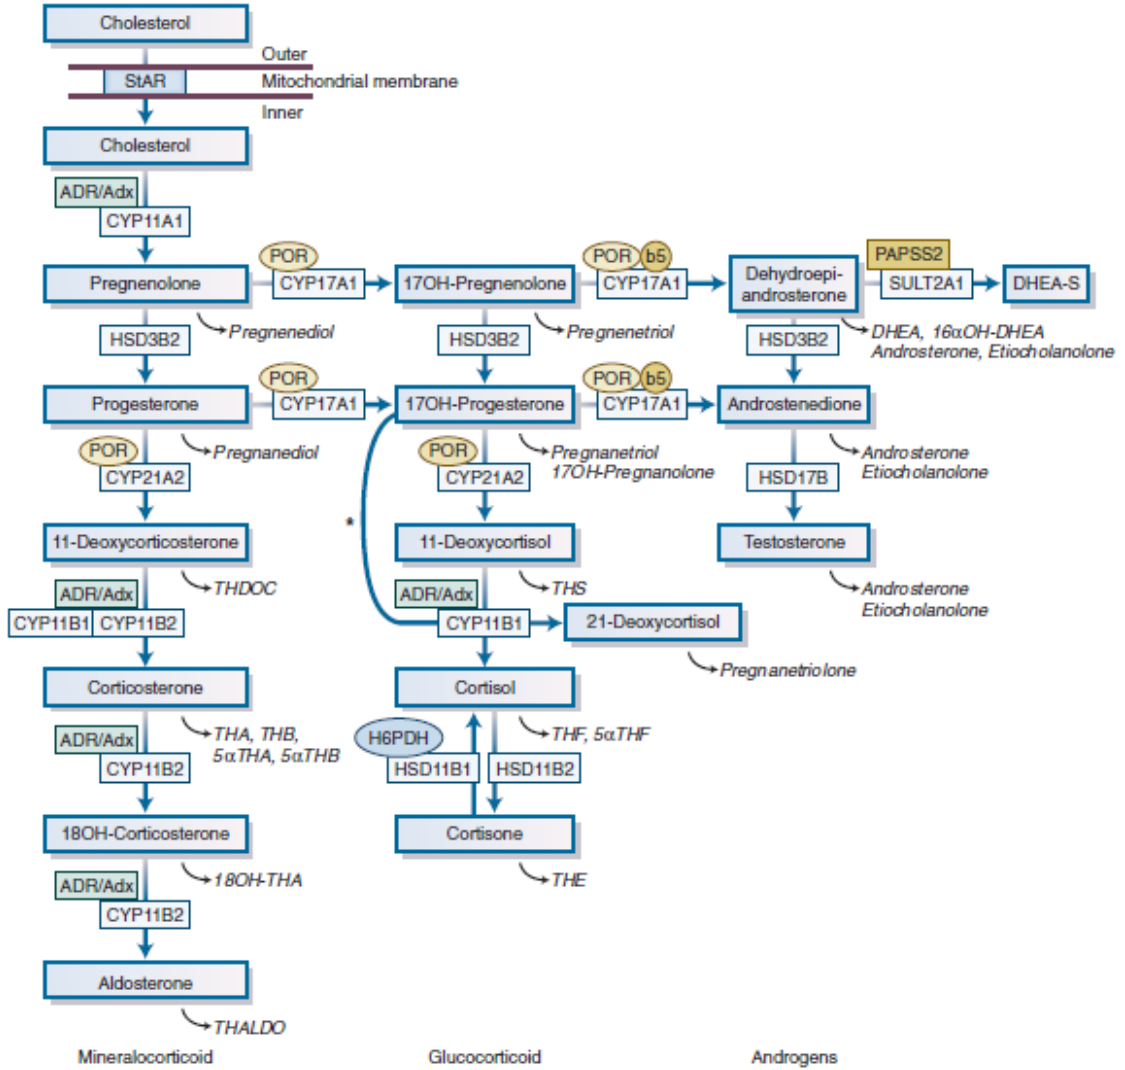 Cholesterol
Outer
StAR
Mitochondrial membrane
Inner
Cholesterol
ADR/Adx
CYP11A1
POR
POR b5
PAPSS2
Pregnenolone
CYP17A1
17OH-Pregnenolone
CYP17A1
Dehydroepi-
androsterone
SULT2A1
DHEA-S
Pregnenediol
Pregnenetriol
DHEA, 16αOH-DHEA
Androsterone, Etiocholanolone
HSD3B2
HSD3B2
HSD3B2
POR
POR b5
Progesterone
CYP17A1
17OH-Progesterone
CYP17A1
Androstenedione
Pregnanediol
Pregnanetriol
17OH-Pregnanolone
Androsterone
Etiocholanolone
POR
CYP21A2
POR
CYP21A2
HSD17B
*
11-Deoxycorticosterone
11-Deoxycortisol
Testosterone
THDOC
THS
Androsterone
Etiocholanolone
ADR/Adx
CYP11B1 CYP11B2
ADR/Adx
CYP11B1
21-Deoxycortisol
Pregnanetriolone
Corticosterone
Cortisol
THA, THB,
5αTHA, 5αTHB
THF, 5αTHF
ADR/Adx
CYP11B2
H6PDH
HSD11B1
HSD11B2
18OH-Corticosterone
Cortisone
18OH-THA
THE
ADR/Adx
CYP11B2
Aldosterone
THALDO
Mineralocorticoid
Glucocorticoid
Androgens